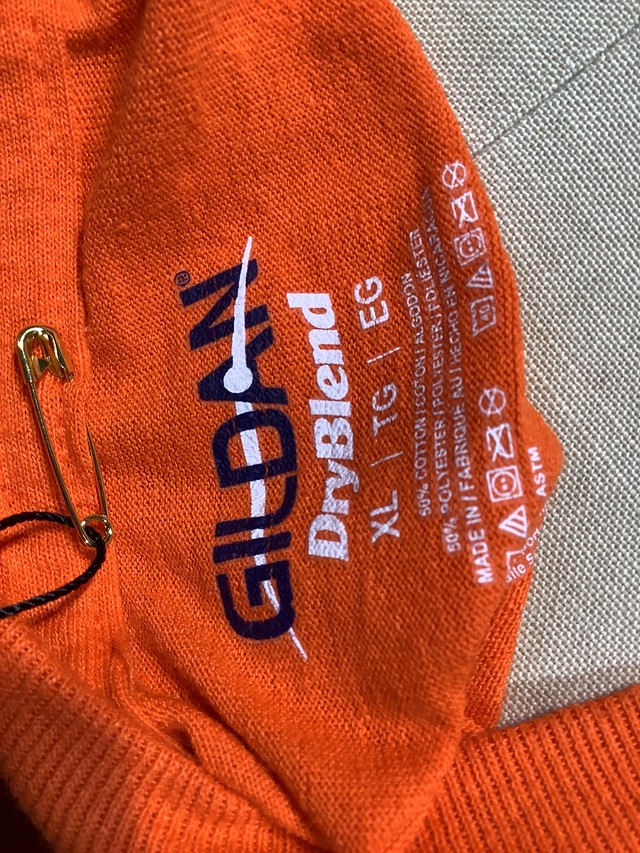 GILDAN®
DryBlend
XL | TG | EG
50% COTTON / COTON / ALGODÓN
50% POLYESTER / POLYESTER / POLIÉSTER
MADE IN / FABRIQUÉ AU / HECHO EN NICARAGUA
ASTM